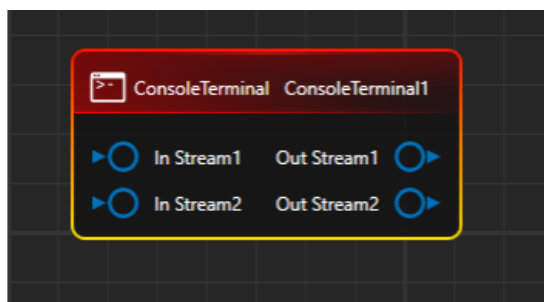 ConsoleTerminal ConsoleTerminal1
In Stream1 Out Stream1
In Stream2 Out Stream2